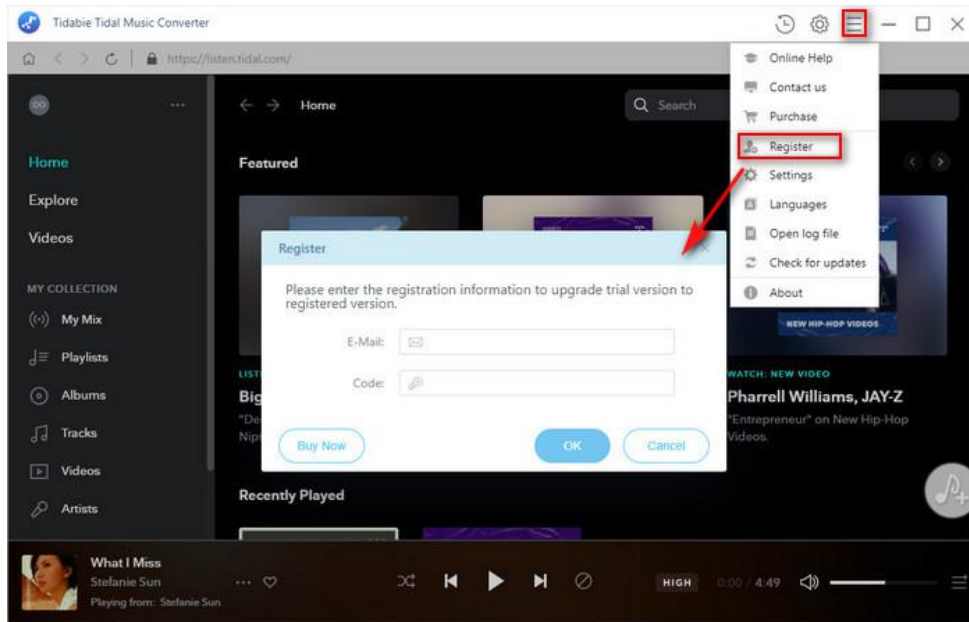 Tidabie Tidal Music Converter
https://listen.tidal.com/
Online Help
Contact us
Purchase
Register
Settings
Languages
Open log file
Check for updates
About
Home
Search
Home
Explore
Videos
MY COLLECTION
My Mix
Playlists
Albums
Tracks
Videos
Artists
Featured
Register
Please enter the registration information to upgrade trial version to
registered version.
E-Mail:
Code:
Buy Now
OK
Cancel
NEW HIP-HOP VIDEOS
WATCH: NEW VIDEO
Pharrell Williams, JAY-Z
"Entrepreneur" on New Hip-Hop
Videos.
Recently Played
What I Miss
Stefanie Sun
Playing from: Stefanie Sun
HIGH
0:00 / 4:49